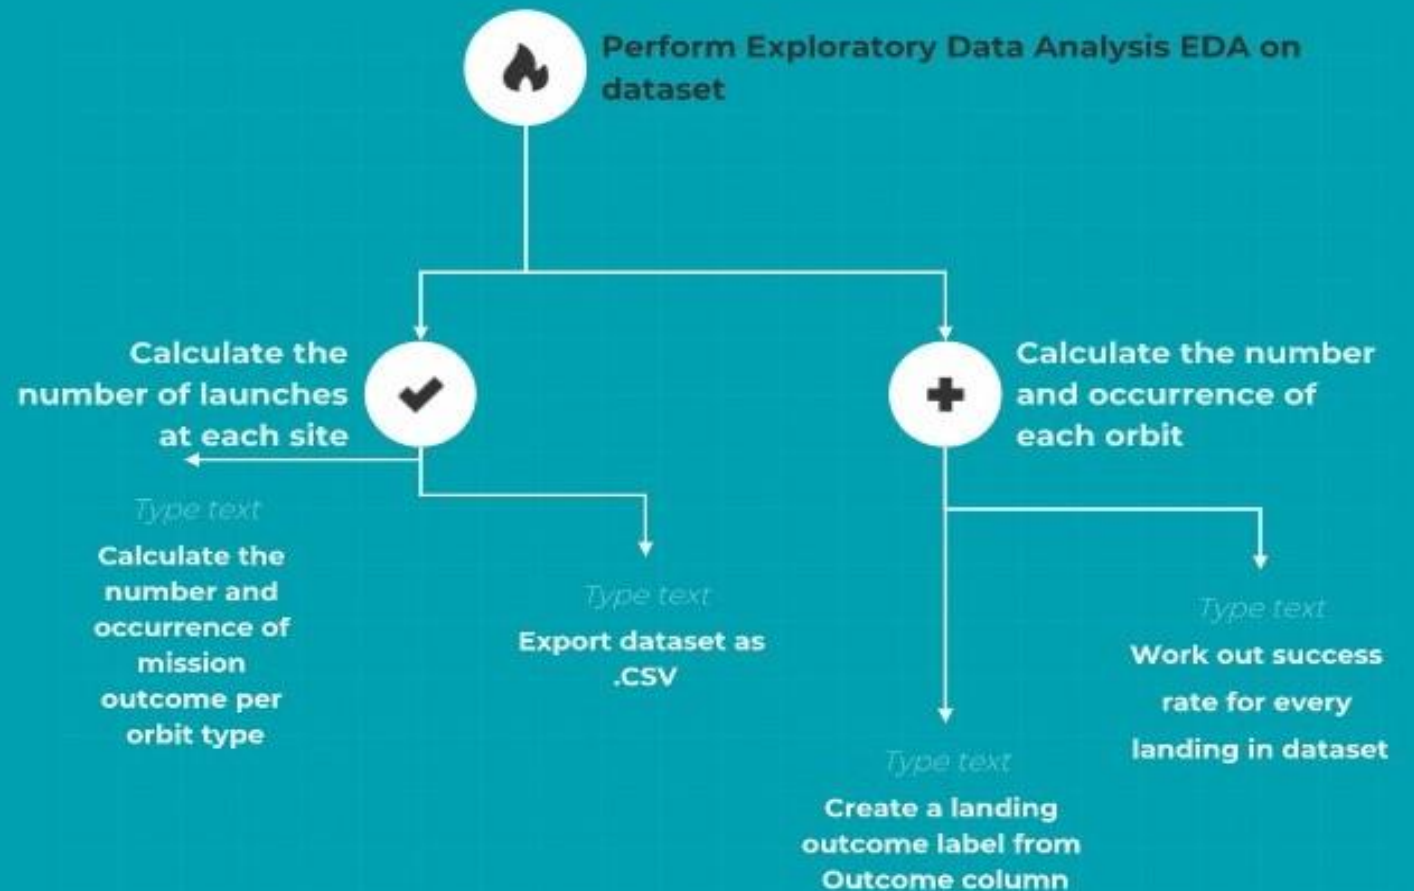 Perform Exploratory Data Analysis EDA on
dataset
Calculate the
number of launches
at each site
Calculate the number
and occurrence of
each orbit
Type text
Calculate the
number and
occurrence of
mission
outcome per
orbit type
Type text
Export dataset as
.CSV
Type text
Work out success
rate for every
landing in dataset
Type text
Create a landing
outcome label from
Outcome column